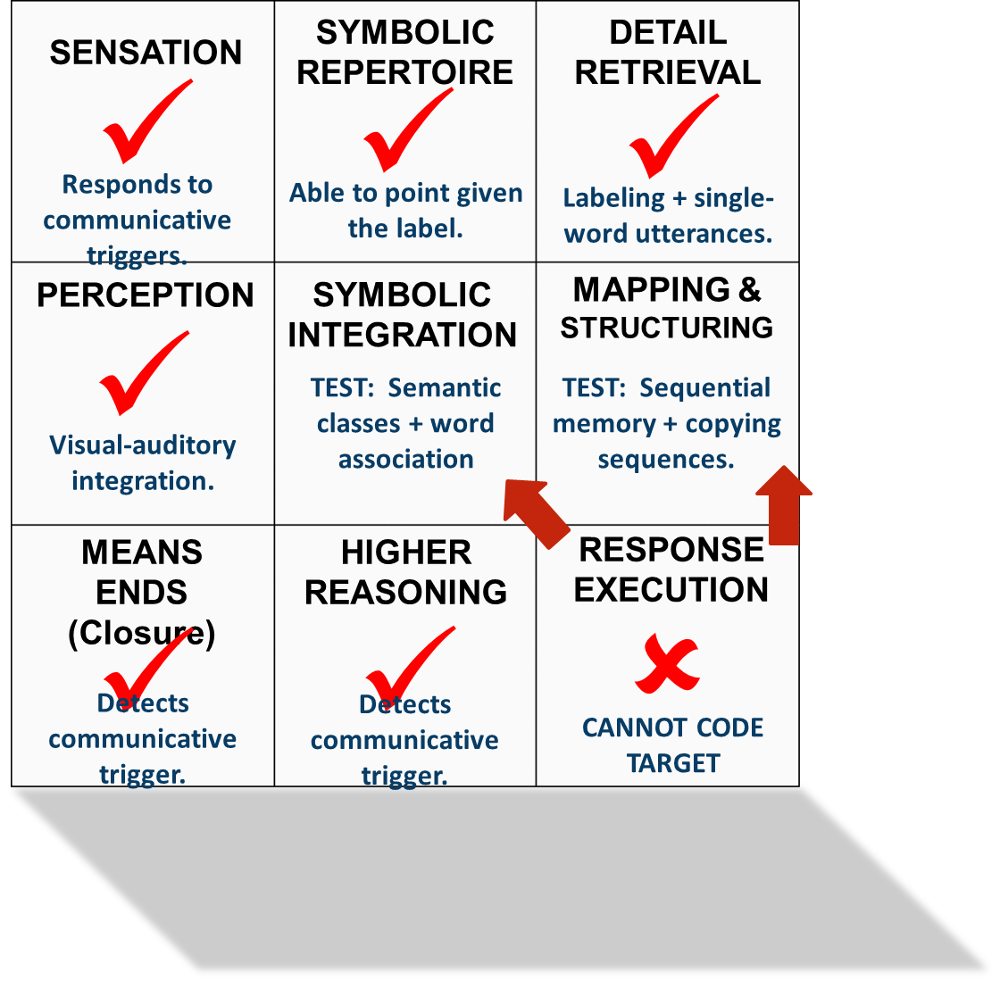 SENSATION
Responds to
communicative
triggers.
SYMBOLIC
REPERTOIRE
Able to point given
the label.
DETAIL
RETRIEVAL
Labeling + single-
word utterances.
PERCEPTION
Visual-auditory
integration.
SYMBOLIC
INTEGRATION
TEST:  Semantic
classes + word
association
MAPPING &
STRUCTURING
TEST:  Sequential
memory + copying
sequences.
MEANS
ENDS
(Closure)
Detects
communicative
trigger.
HIGHER
REASONING
Detects
communicative
trigger.
RESPONSE
EXECUTION
CANNOT CODE
TARGET